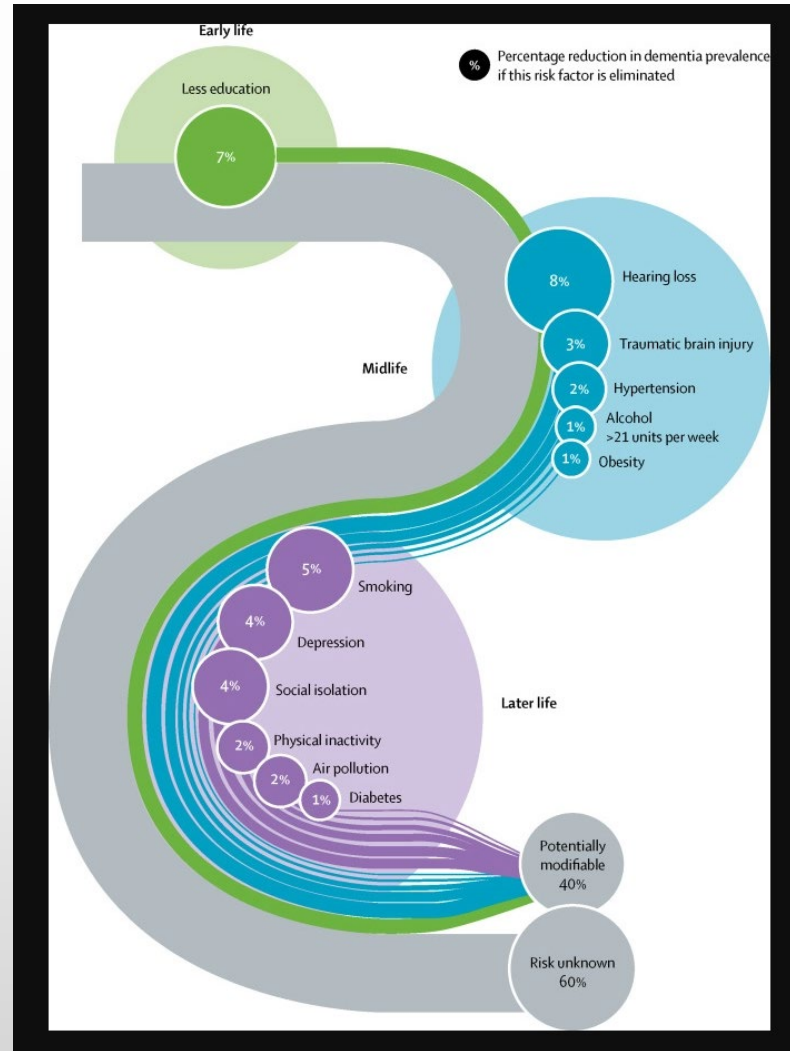 Early life
Less education
7%
%
Percentage reduction in dementia prevalence
if this risk factor is eliminated
8%
Hearing loss
3%
Traumatic brain injury
Midlife
2%
Hypertension
1%
Alcohol
>21 units per week
1%
Obesity
5%
Smoking
4%
Depression
4%
Social isolation
Later life
2%
Physical inactivity
2%
Air pollution
1%
Diabetes
Potentially
modifiable
40%
Risk unknown
60%